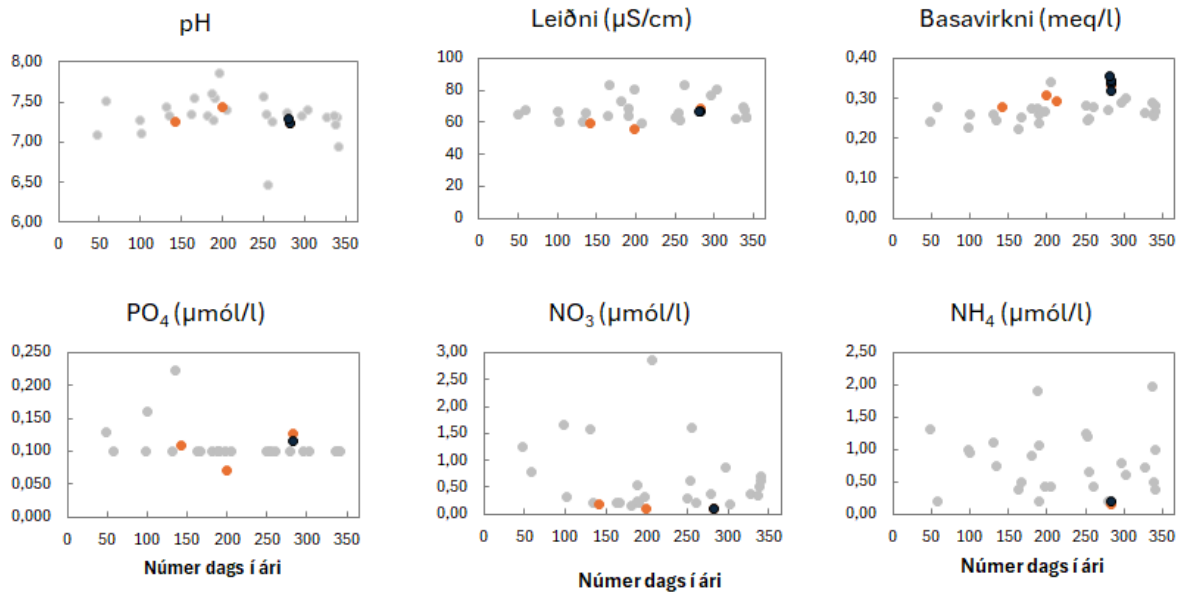 pH
Leiðni (µS/cm)
Basavirkni (meq/l)
8,00
7,50
7,00
6,50
6,00
0 50 100 150 200 250 300 350
100
80
60
40
20
0
0 50 100 150 200 250 300 350
0,40
0,30
0,20
0,10
0,00
0 50 100 150 200 250 300 350
PO₄ (µmól/l)
NO₃ (µmól/l)
NH₄ (µmól/l)
0,250
0,200
0,150
0,100
0,050
0,000
0 50 100 150 200 250 300 350
Númer dags í ári
3,00
2,50
2,00
1,50
1,00
0,50
0,00
0 50 100 150 200 250 300 350
Númer dags í ári
2,50
2,00
1,50
1,00
0,50
0,00
0 50 100 150 200 250 300 350
Númer dags í ári